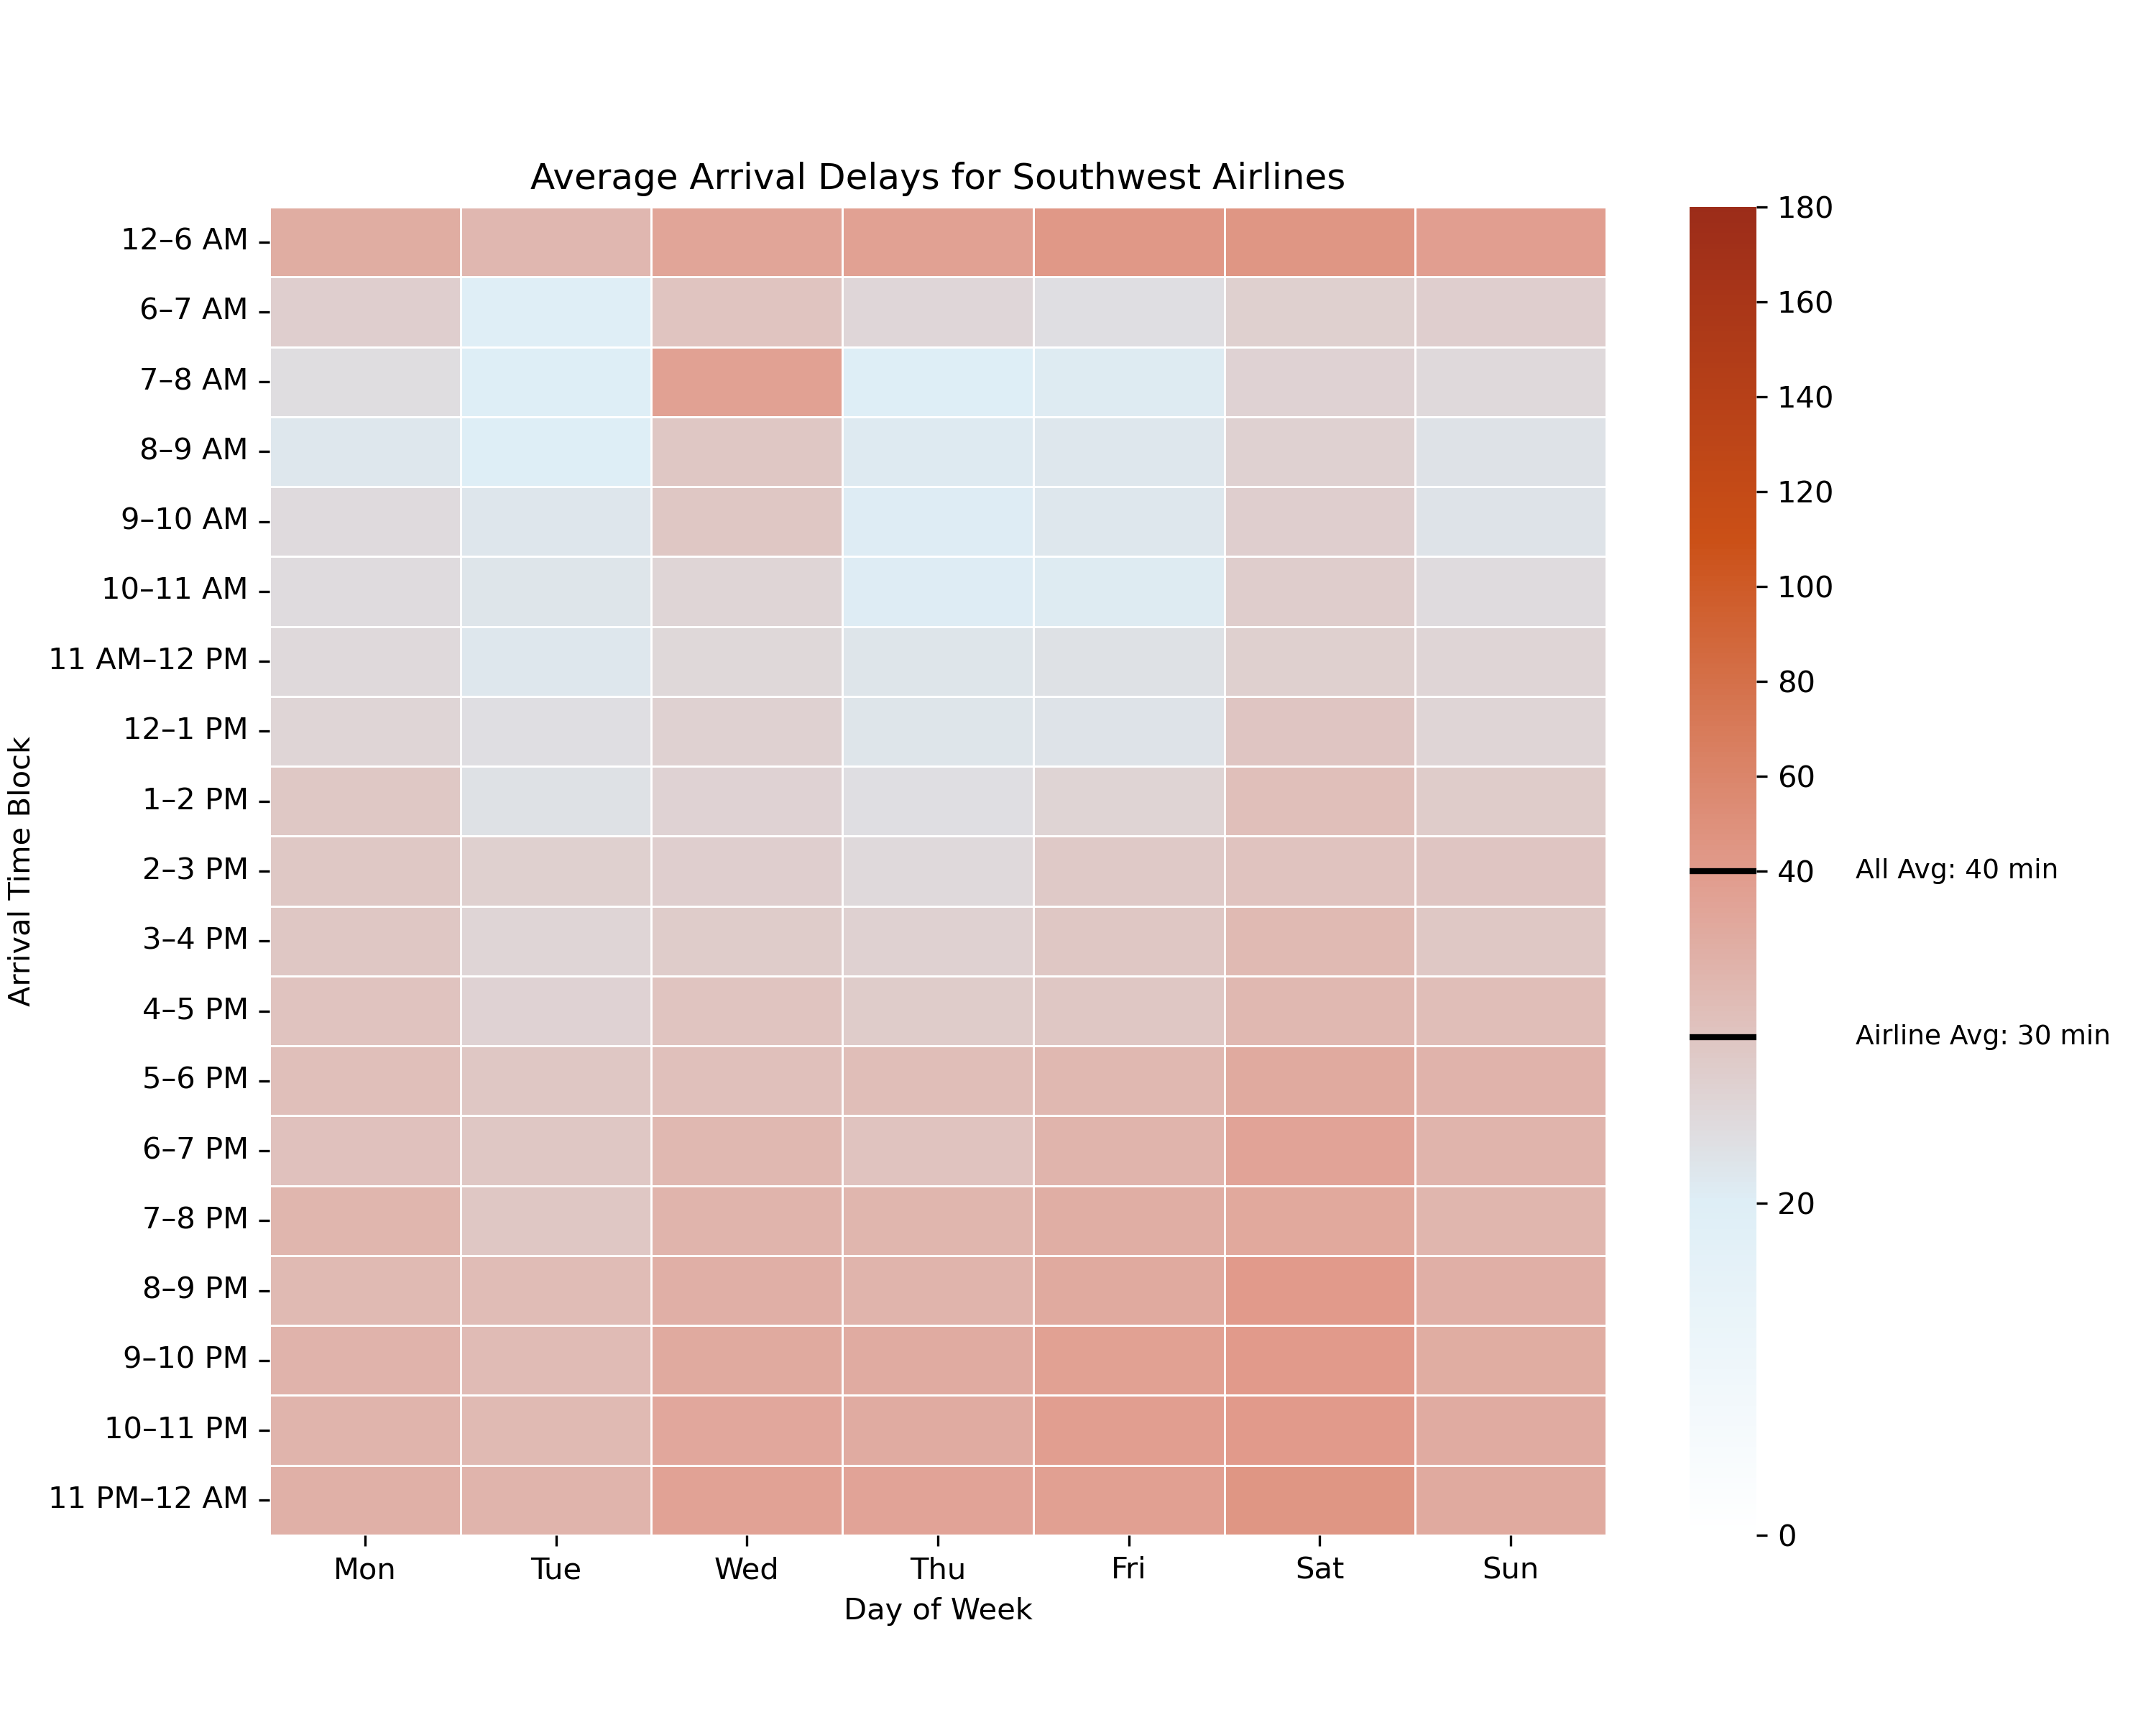 Average Arrival Delays for Southwest Airlines
Arrival Time Block
12–6 AM
6–7 AM
7–8 AM
8–9 AM
9–10 AM
10–11 AM
11 AM–12 PM
12–1 PM
1–2 PM
2–3 PM
3–4 PM
4–5 PM
5–6 PM
6–7 PM
7–8 PM
8–9 PM
9–10 PM
10–11 PM
11 PM–12 AM
Mon Tue Wed Thu Fri Sat Sun
Day of Week
180
160
140
120
100
80
60
40
20
0
All Avg: 40 min
Airline Avg: 30 min